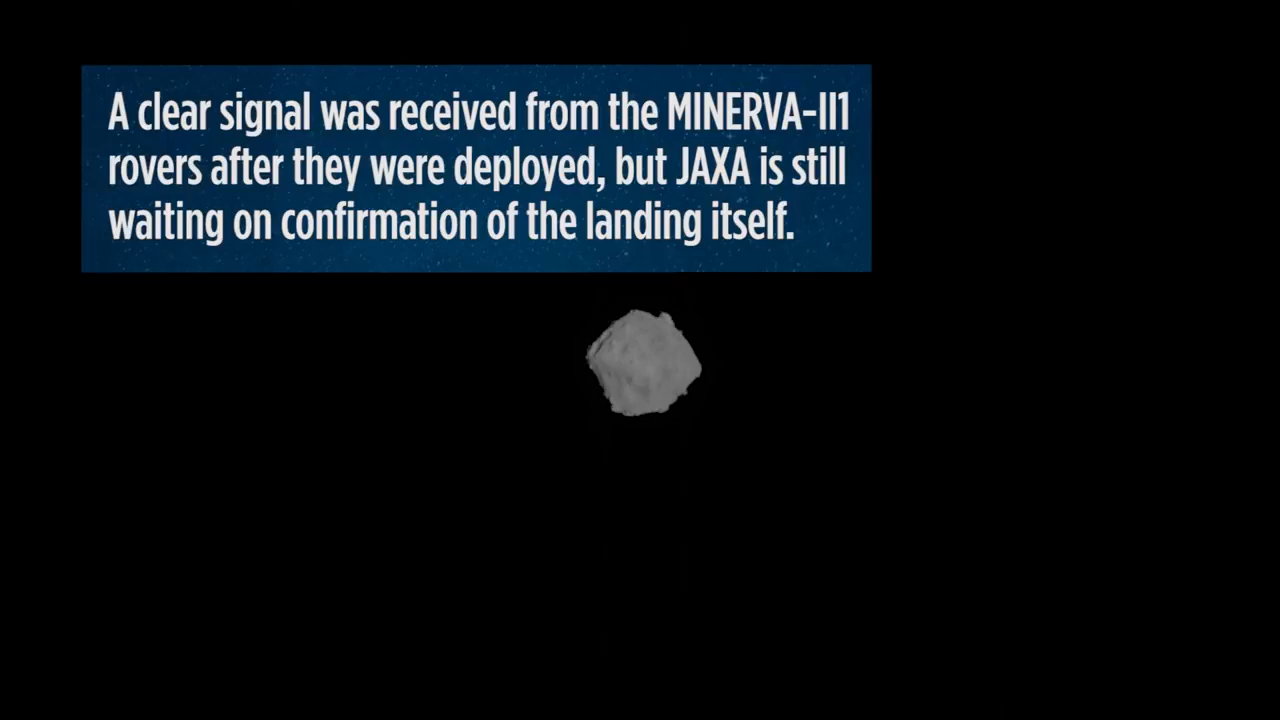 A clear signal was received from the MINERVA-II1
rovers after they were deployed, but JAXA is still
waiting on confirmation of the landing itself.